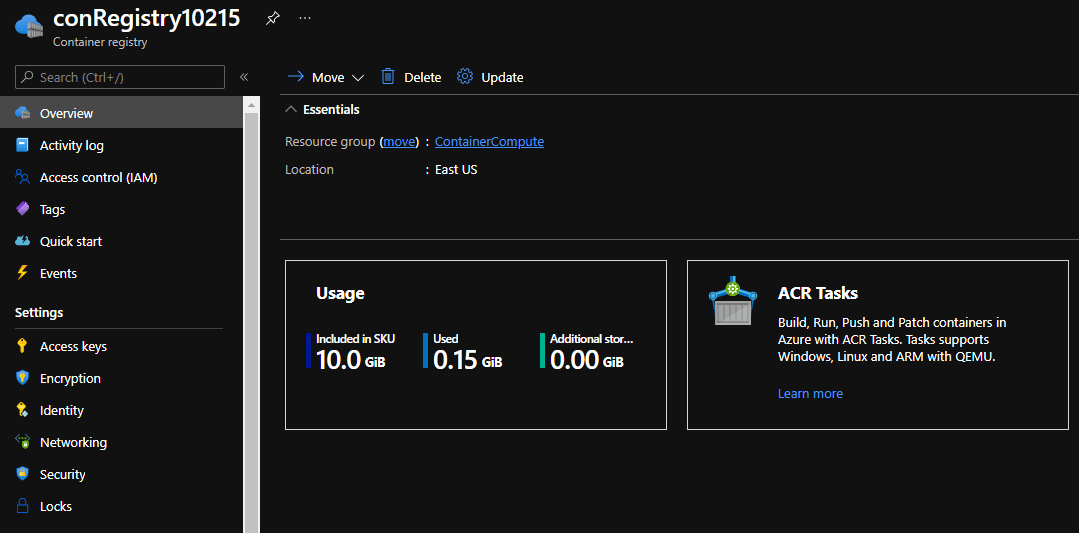 conRegistry10215
Container registry
Search (Ctrl+/)
Overview
Activity log
Access control (IAM)
Tags
Quick start
Events
Settings
Access keys
Encryption
Identity
Networking
Security
Locks
Move
Delete
Update
Essentials
Resource group (move) : ContainerCompute
Location : East US
Usage
Included in SKU
10.0 GiB
Used
0.15 GiB
Additional stor...
0.00 GiB
ACR Tasks
Build, Run, Push and Patch containers in
Azure with ACR Tasks. Tasks supports
Windows, Linux and ARM with QEMU.
Learn more